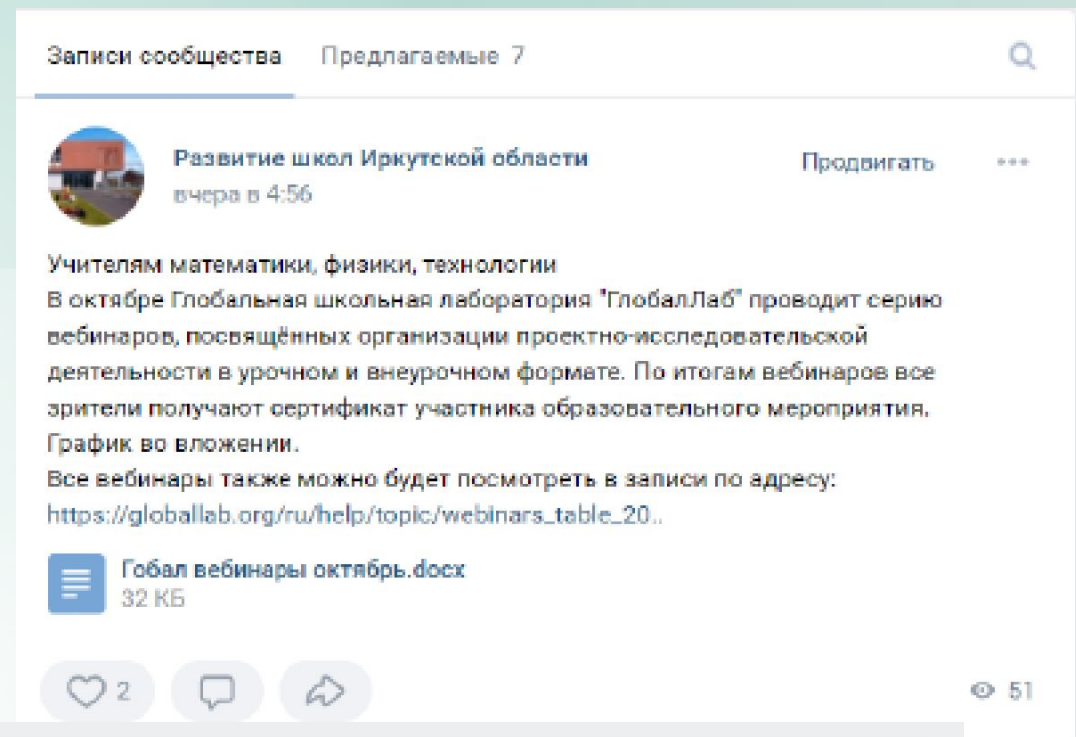 Записи сообщества Предлагаемые 7
Развитие школ Иркутской области
Продвигать
вчера в 4:56
Учителям математики, физики, технологии
В октябре Глобальная школьная лаборатория "ГлобалЛаб" проводит серию
вебинаров, посвящённых организации проектно-исследовательской
деятельности в урочном и внеурочном формате. По итогам вебинаров все
зрители получают сертификат участника образовательного мероприятия.
График во вложении.
Все вебинары также можно будет посмотреть в записи по адресу:
https://globallab.org/ru/help/topic/webinars_table_20..
Гобал вебинары октябрь.docx
32 КБ
2
51